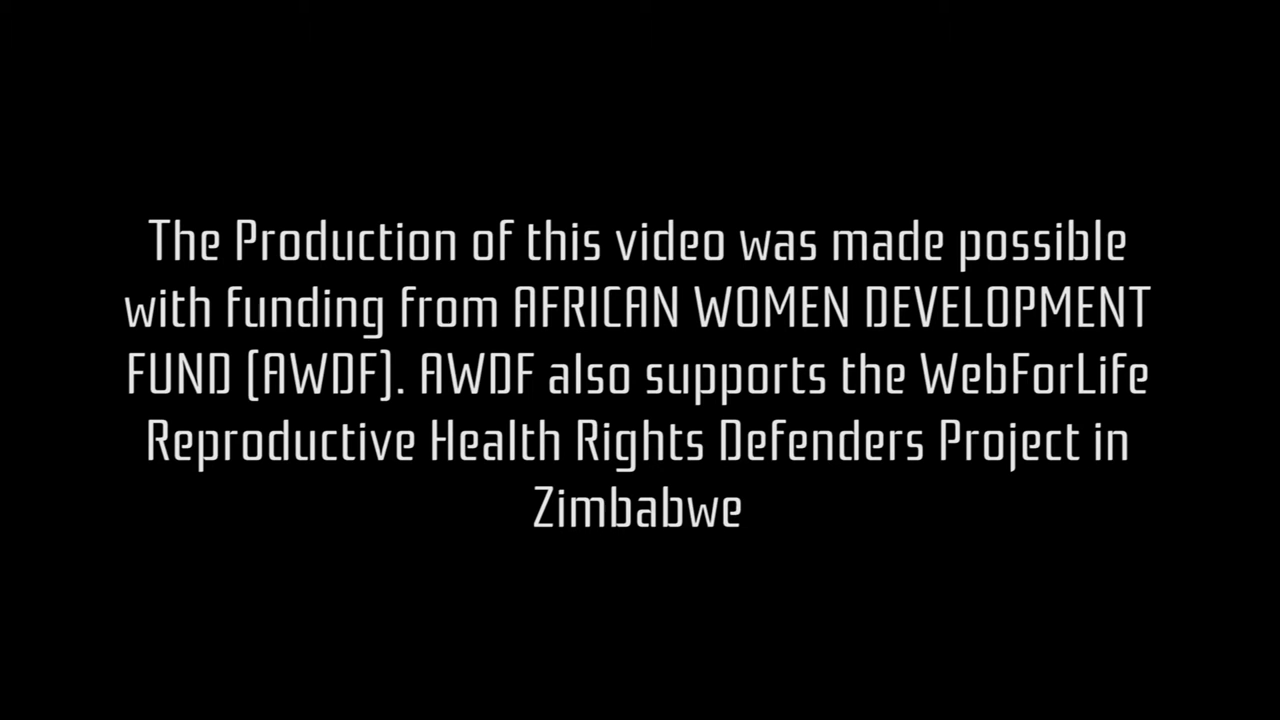 The Production of this video was made possible
with funding from AFRICAN WOMEN DEVELOPMENT
FUND (AWDF). AWDF also supports the WebForLife
Reproductive Health Rights Defenders Project in
Zimbabwe